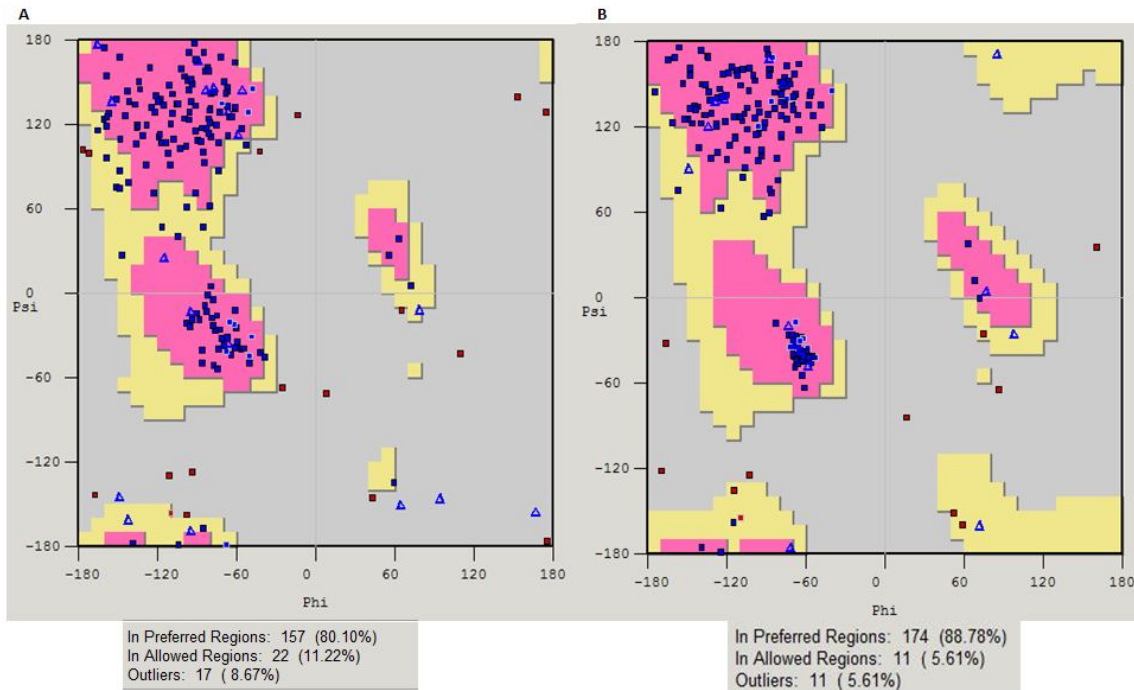 A
180
120
60
0
Psi
-60
-120
-180
-180 -120 -60 0 60 120 180
Phi
In Preferred Regions: 157 (80.10%)
In Allowed Regions: 22 (11.22%)
Outliers: 17 ( 8.67%)
B
180
120
60
0
Psi
-60
-120
-180
-180 -120 -60 0 60 120 180
Phi
In Preferred Regions: 174 (88.78%)
In Allowed Regions: 11 ( 5.61%)
Outliers: 11 ( 5.61%)